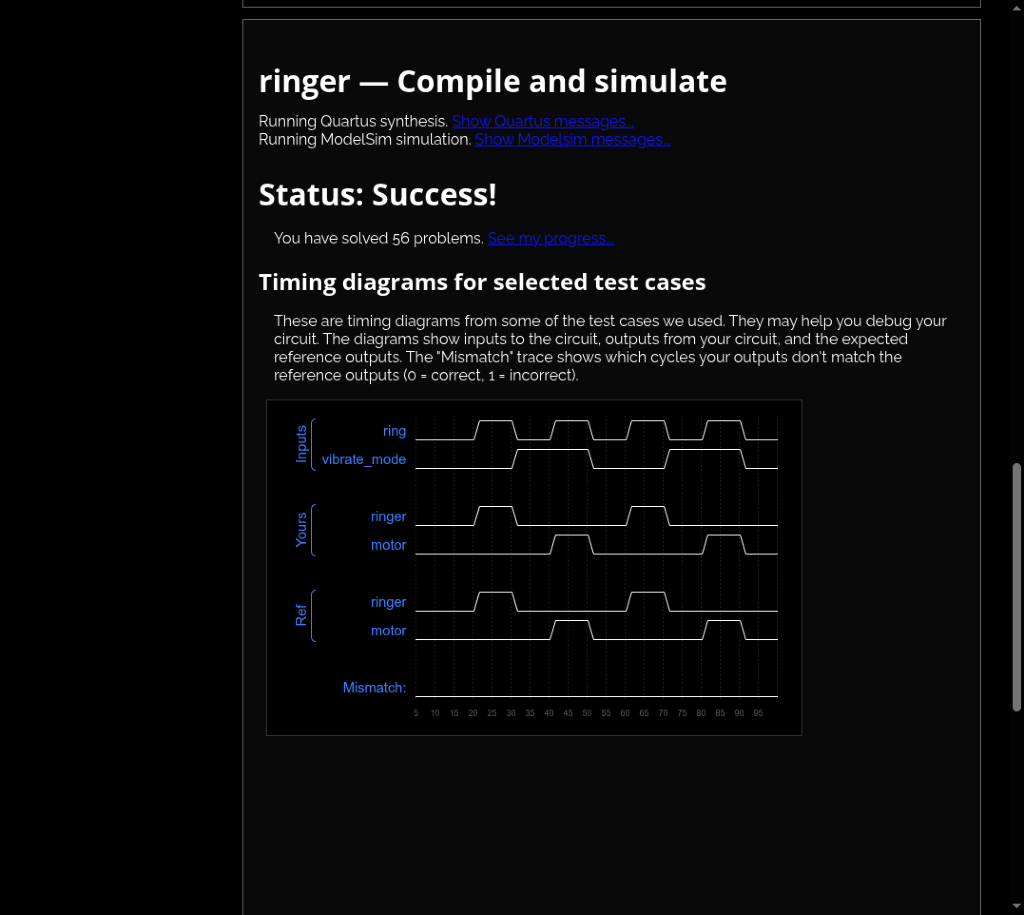 ringer — Compile and simulate
Running Quartus synthesis. Show Quartus messages...
Running ModelSim simulation. Show Modelsim messages...
Status: Success!
You have solved 56 problems. See my progress...
Timing diagrams for selected test cases
These are timing diagrams from some of the test cases we used. They may help you debug your
circuit. The diagrams show inputs to the circuit, outputs from your circuit, and the expected
reference outputs. The "Mismatch" trace shows which cycles your outputs don't match the
reference outputs (0 = correct, 1 = incorrect).
Inputs
ring
vibrate_mode
Yours
ringer
motor
Ref
ringer
motor
Mismatch:
5 10 15 20 25 30 35 40 45 50 55 60 65 70 75 80 85 90 95